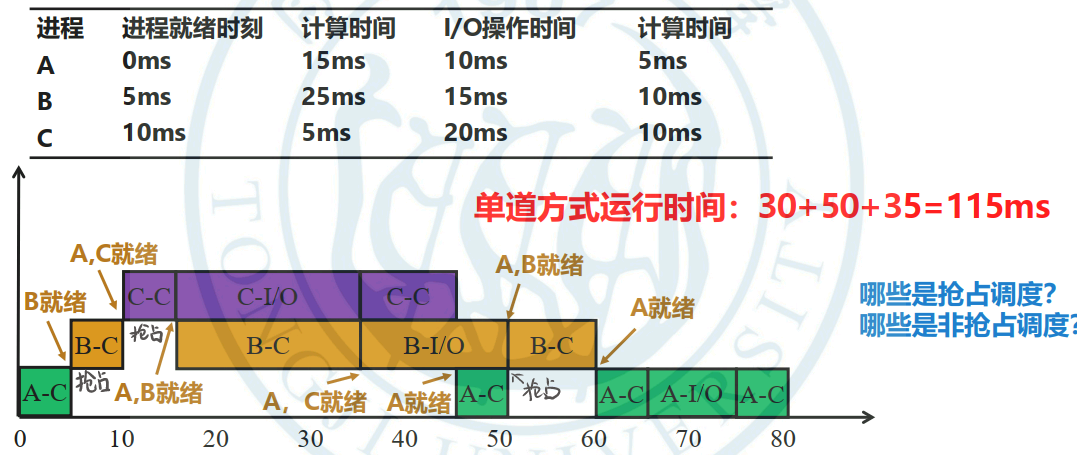 进程 进程就绪时刻 计算时间 I/O操作时间 计算时间
A 0ms 15ms 10ms 5ms
B 5ms 25ms 15ms 10ms
C 10ms 5ms 20ms 10ms
单道方式运行时间：30+50+35=115ms
A,C就绪
A,B就绪
B就绪
C-C C-I/O C-C
A就绪
哪些是抢占调度？
哪些是非抢占调度？
B-C 抢占 B-C B-I/O B-C
A-C 抢占 A,B就绪 A， C就绪 A就绪 A-C 抢占 A-C A-I/O A-C
0 10 20 30 40 50 60 70 80
TONGJI UNIVERSITY